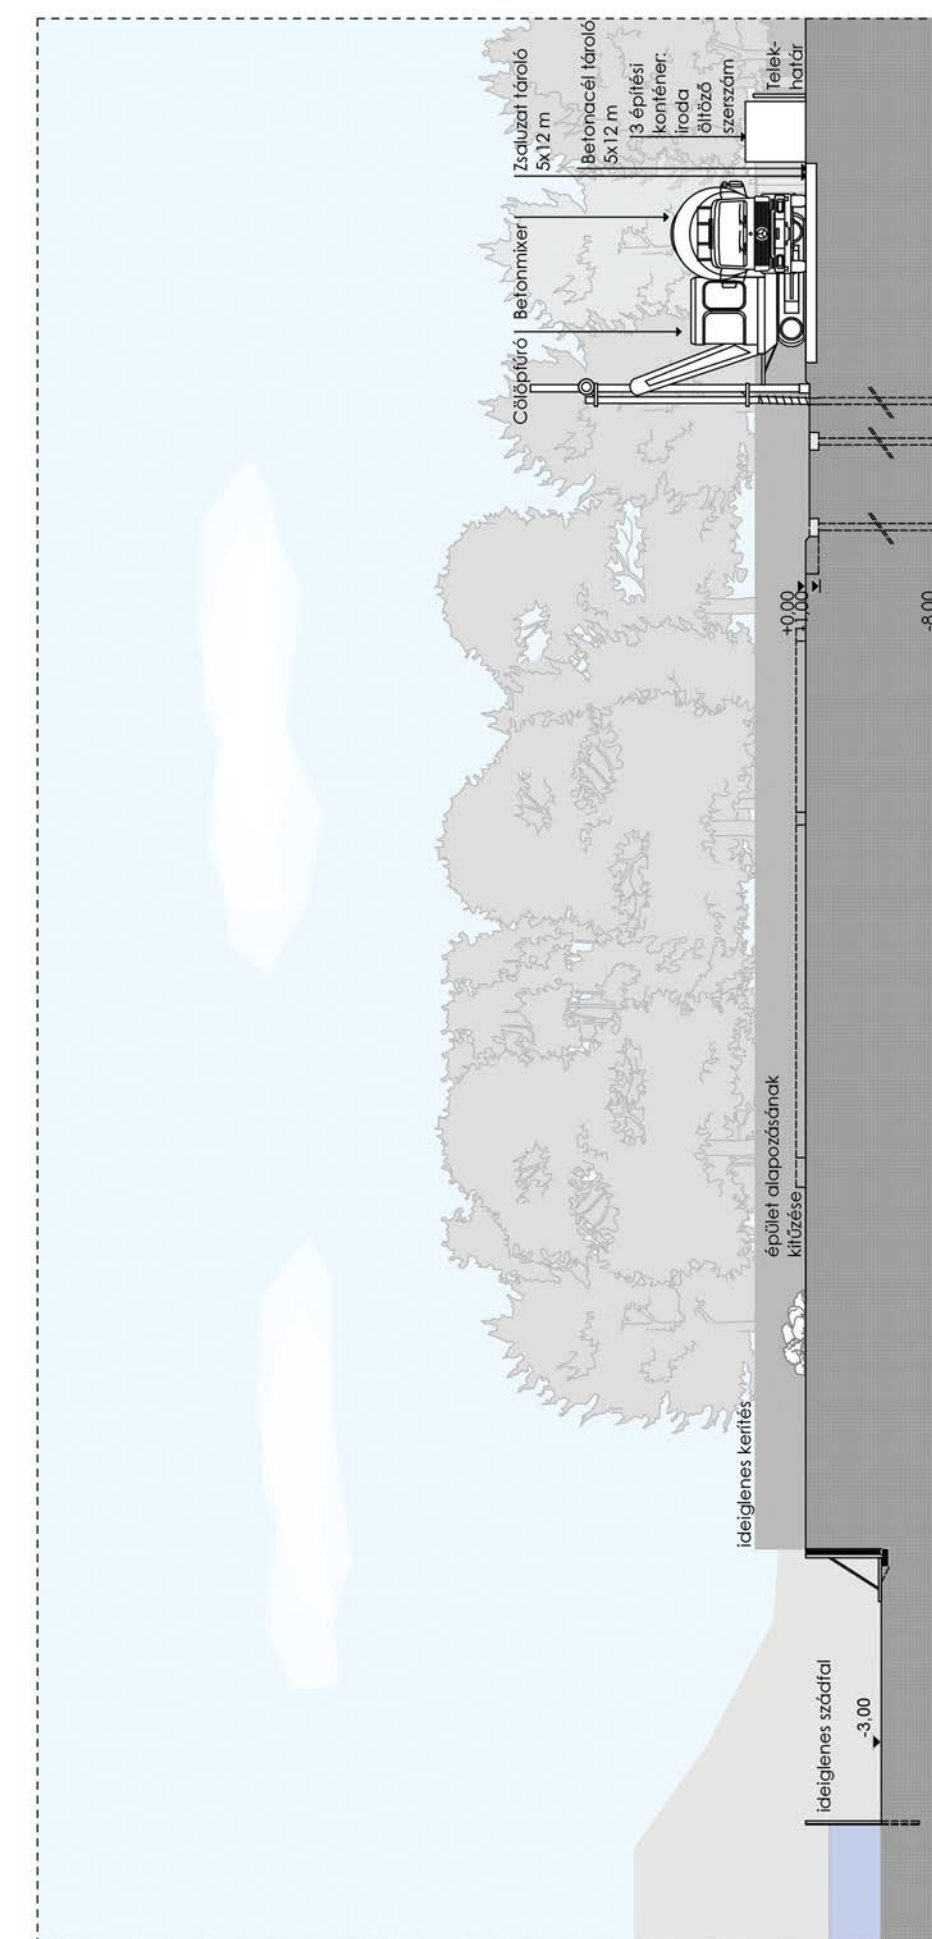 ideiglenes szádfal
-3,00
ideiglenes kerítés
épület alapozásának
kitűzése
+0,00
-1,00
-8,00
Cölöpfúró
Betonmixer
Zsaluzat tároló
5x12 m
Betonacél tároló
5x12 m
3 építési
konténer:
iroda
öltöző
szerszám
Telek-
határ